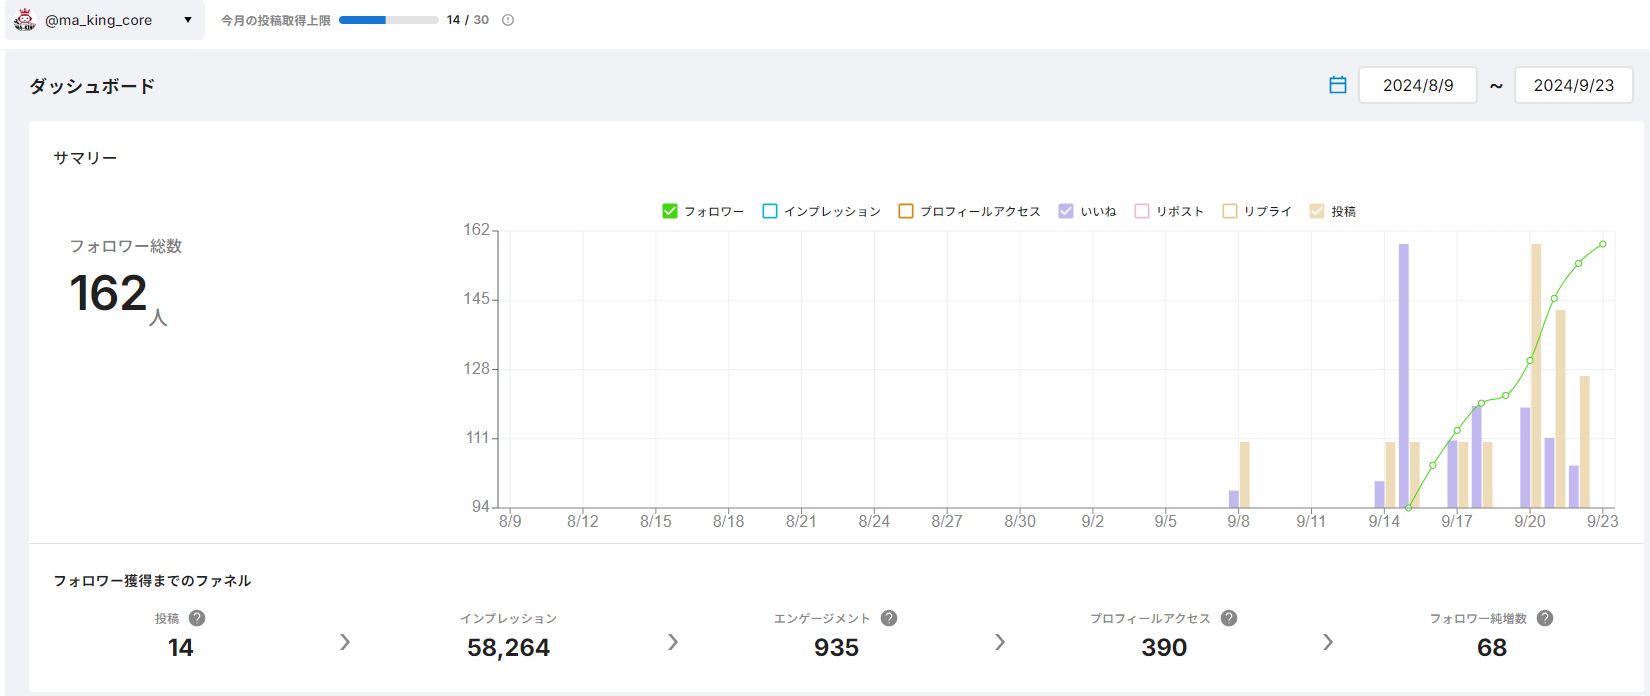 @ma_king_core ▼ 今月の投稿取得上限 14 / 30
ダッシュボード 2024/8/9 ~ 2024/9/23
サマリー
フォロワー インプレッション プロフィールアクセス いいね リポスト リプライ 投稿
フォロワー総数
162人
162
145
128
111
94
8/9 8/12 8/15 8/18 8/21 8/24 8/27 8/30 9/2 9/5 9/8 9/11 9/14 9/17 9/20 9/23
フォロワー獲得までのファネル
投稿 インプレッション エンゲージメント プロフィールアクセス フォロワー純増数
14 58,264 935 390 68